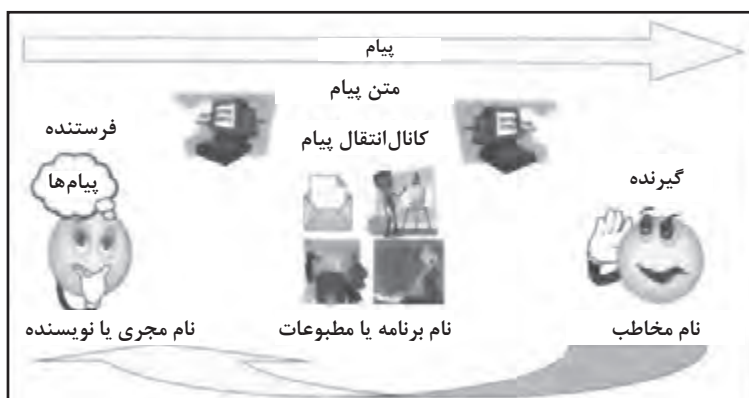 پیام
متن پیام
فرستنده
کانال انتقال پیام
پیام‌ها
گیرنده
نام مجری یا نویسنده
نام برنامه یا مطبوعات
نام مخاطب